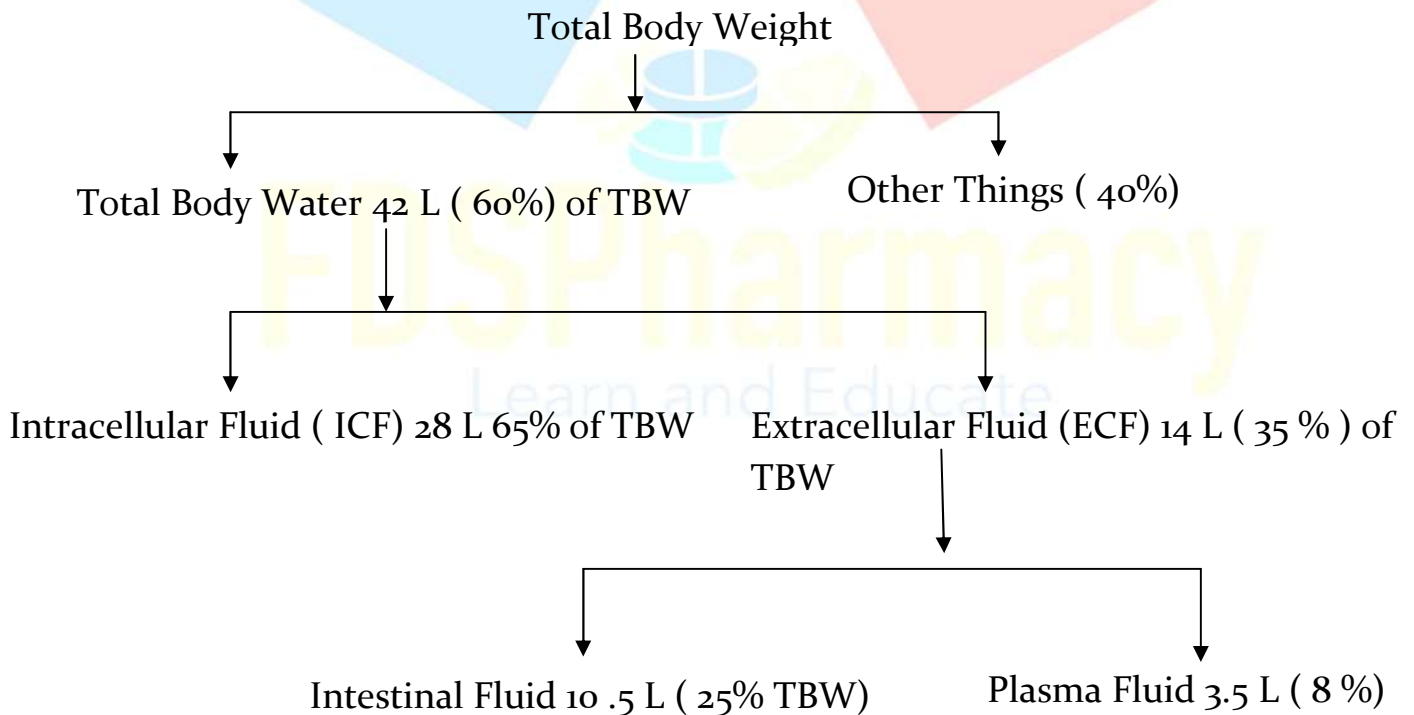 Total Body Weight
Total Body Water 42 L ( 60%) of TBW
Other Things ( 40%)
FDSPharmacy
Learn and Educate
Intracellular Fluid ( ICF) 28 L 65% of TBW
Extracellular Fluid (ECF) 14 L ( 35 % ) of
TBW
Intestinal Fluid 10 .5 L ( 25% TBW)
Plasma Fluid 3.5 L ( 8 %)